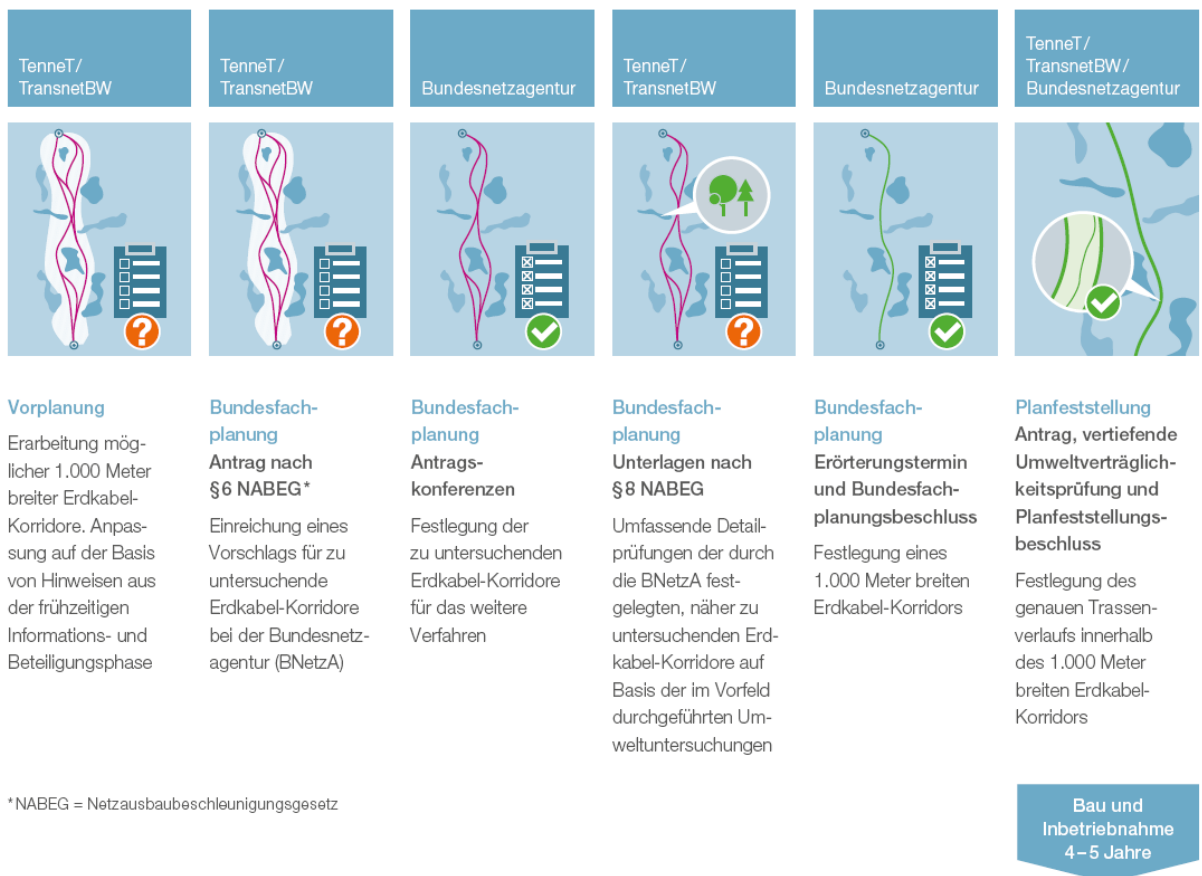 TenneT/
TransnetBW
TenneT/
TransnetBW
Bundesnetzagentur
TenneT/
TransnetBW
Bundesnetzagentur
TenneT/
TransnetBW/
Bundesnetzagentur
Vorplanung
Erarbeitung mög-
licher 1.000 Meter
breiter Erdkabel-
Korridore. Anpas-
sung auf der Basis
von Hinweisen aus
der frühzeitigen
Informations- und
Beteiligungsphase
Bundesfach-
planung
Antrag nach
§6 NABEG*
Einreichung eines
Vorschlags für zu
untersuchende
Erdkabel-Korridore
bei der Bundesnetz-
agentur (BNetzA)
Bundesfach-
planung
Antrags-
konferenzen
Festlegung der
zu untersuchenden
Erdkabel-Korridore
für das weitere
Verfahren
Bundesfach-
planung
Unterlagen nach
§8 NABEG
Umfassende Detail-
prüfungen der durch
die BNetzA fest-
gelegten, näher zu
untersuchenden Erd-
kabel-Korridore auf
Basis der im Vorfeld
durchgeführten Um-
weltuntersuchungen
Bundesfach-
planung
Erörterungstermin
und Bundesfach-
planungsbeschluss
Festlegung eines
1.000 Meter breiten
Erdkabel-Korridors
Planfeststellung
Antrag, vertiefende
Umweltverträglich-
keitsprüfung und
Planfeststellungs-
beschluss
Festlegung des
genauen Trassen-
verlaufs innerhalb
des 1.000 Meter
breiten Erdkabel-
Korridors
*NABEG = Netzausbaubeschleunigungsgesetz
Bau und
Inbetriebnahme
4–5 Jahre